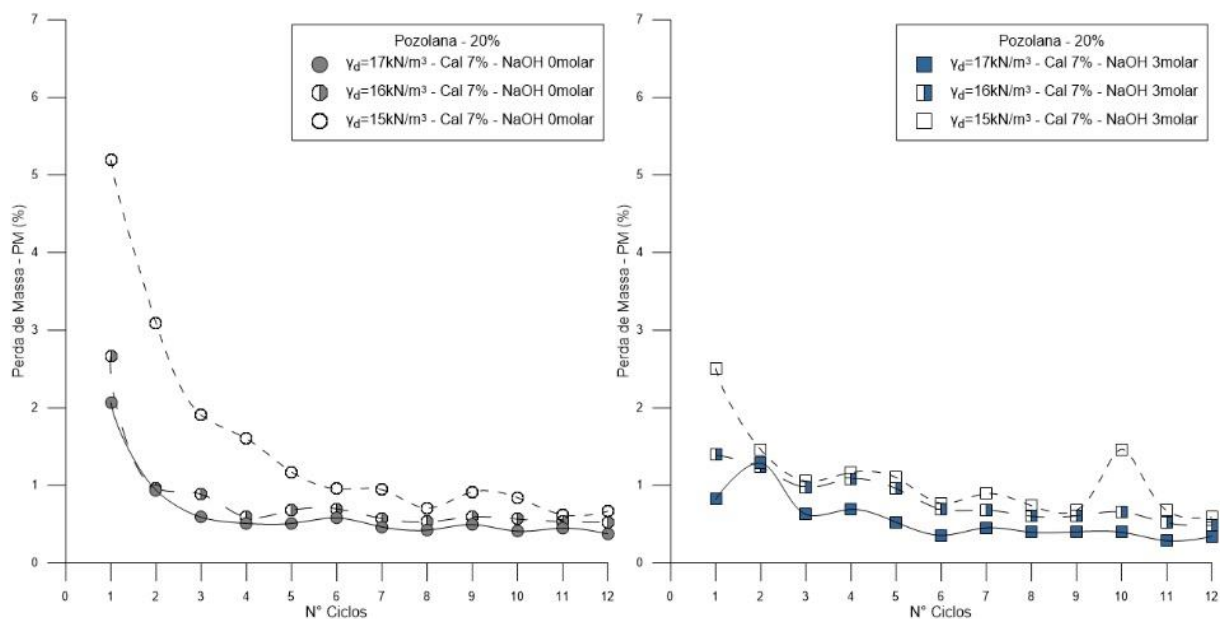 7
6
5
4
3
2
1
0
Perda de Massa - PM (%)
Pozolana - 20%
γd=17kN/m³ - Cal 7% - NaOH 0molar
γd=16kN/m³ - Cal 7% - NaOH 0molar
γd=15kN/m³ - Cal 7% - NaOH 0molar
0 1 2 3 4 5 6 7 8 9 10 11 12
N° Ciclos
7
6
5
4
3
2
1
0
Perda de Massa - PM (%)
Pozolana - 20%
γd=17kN/m³ - Cal 7% - NaOH 3molar
γd=16kN/m³ - Cal 7% - NaOH 3molar
γd=15kN/m³ - Cal 7% - NaOH 3molar
0 1 2 3 4 5 6 7 8 9 10 11 12
N° Ciclos